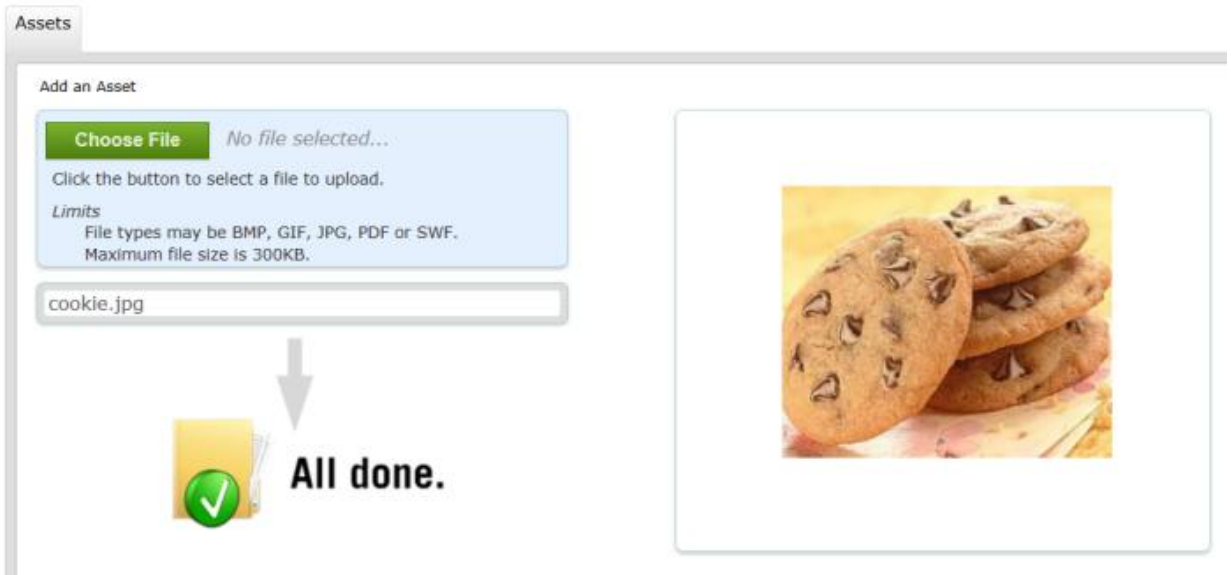 Assets
Add an Asset
Choose File No file selected...
Click the button to select a file to upload.
Limits
File types may be BMP, GIF, JPG, PDF or SWF.
Maximum file size is 300KB.
cookie.jpg
All done.